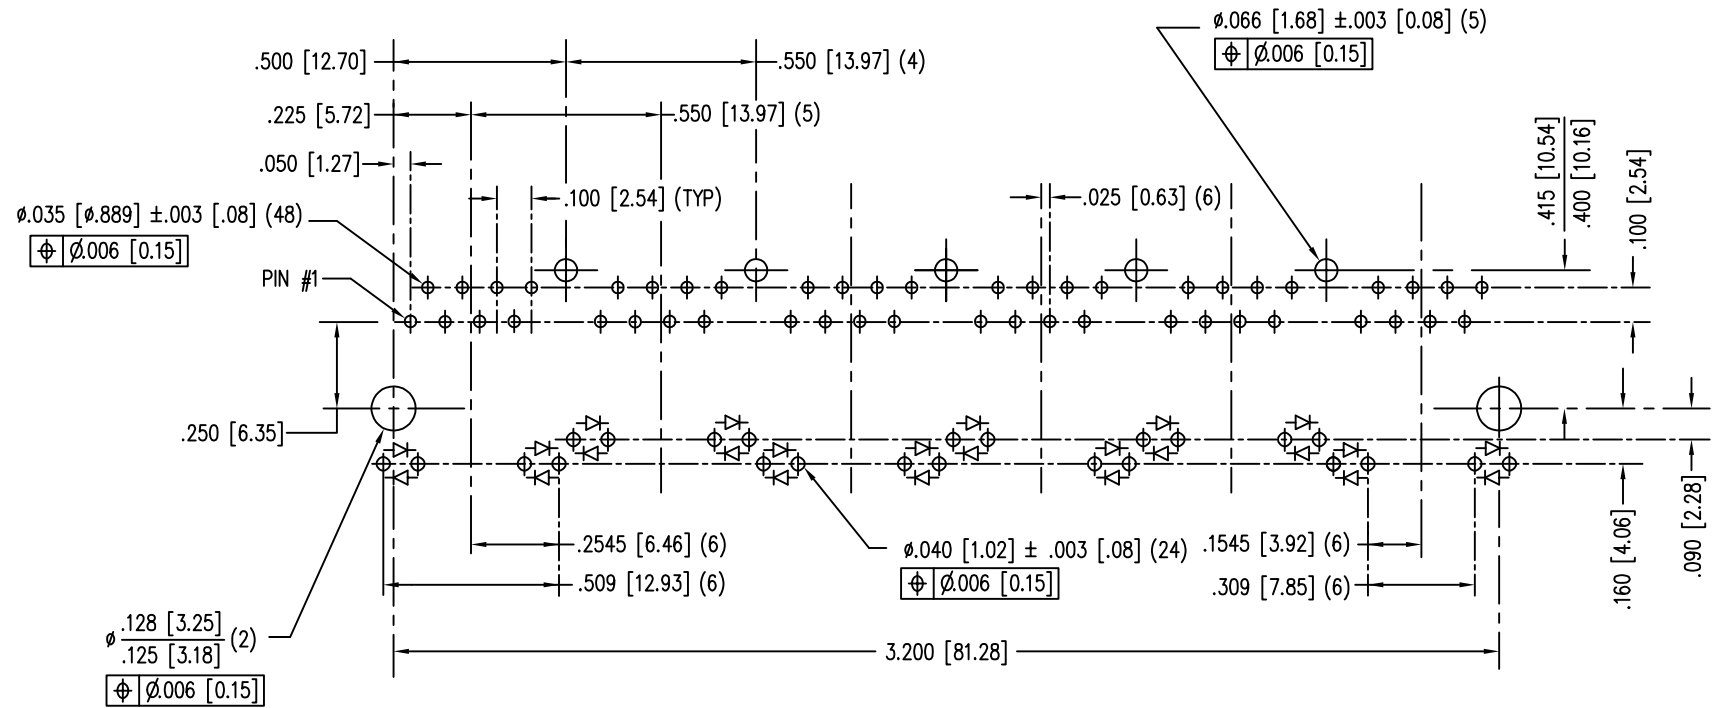 ø.066 [1.68] ±.003 [0.08] (5)
⌖ Ø.006 [0.15]
.500 [12.70]
.550 [13.97] (4)
.225 [5.72]
.550 [13.97] (5)
.050 [1.27]
.100 [2.54] (TYP)
.025 [0.63] (6)
.415 [10.54]
.400 [10.16]
.100 [2.54]
ø.035 [ø.889] ±.003 [.08] (48)
⌖ Ø.006 [0.15]
PIN #1
.250 [6.35]
.2545 [6.46] (6)
.509 [12.93] (6)
ø.040 [1.02] ± .003 [.08] (24)
⌖ Ø.006 [0.15]
.1545 [3.92] (6)
.309 [7.85] (6)
.160 [4.06]
.090 [2.28]
ø .128 [3.25] (2)
.125 [3.18]
⌖ Ø.006 [0.15]
3.200 [81.28]